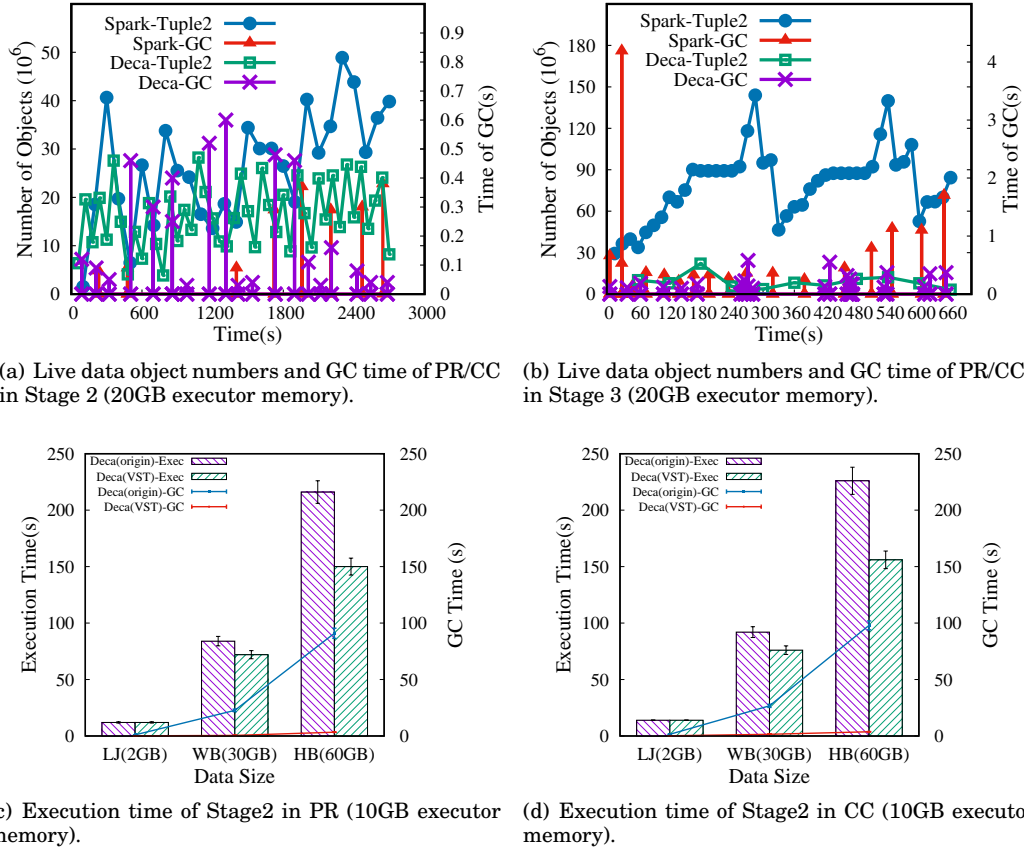 Spark-Tuple2
Spark-GC
Deca-Tuple2
Deca-GC
Number of Objects (10^6)
0 10 20 30 40 50
Time of GC(s)
0 0.1 0.2 0.3 0.4 0.5 0.6 0.7 0.8 0.9
0 600 1200 1800 2400 3000
Time(s)
(a) Live data object numbers and GC time of PR/CC
in Stage 2 (20GB executor memory).
Spark-Tuple2
Spark-GC
Deca-Tuple2
Deca-GC
Number of Objects (10^6)
0 30 60 90 120 150 180
Time of GC(s)
0 1 2 3 4
0 60 120 180 240 300 360 420 480 540 600 660
Time(s)
(b) Live data object numbers and GC time of PR/CC
in Stage 3 (20GB executor memory).
Deca(origin)-Exec
Deca(VST)-Exec
Deca(origin)-GC
Deca(VST)-GC
Execution Time(s)
0 50 100 150 200 250
GC Time (s)
0 50 100 150 200 250
LJ(2GB) WB(30GB) HB(60GB)
Data Size
c) Execution time of Stage2 in PR (10GB executor
memory).
Deca(origin)-Exec
Deca(VST)-Exec
Deca(origin)-GC
Deca(VST)-GC
Execution Time(s)
0 50 100 150 200 250
GC Time (s)
0 50 100 150 200 250
LJ(2GB) WB(30GB) HB(60GB)
Data Size
(d) Execution time of Stage2 in CC (10GB executo
memory).